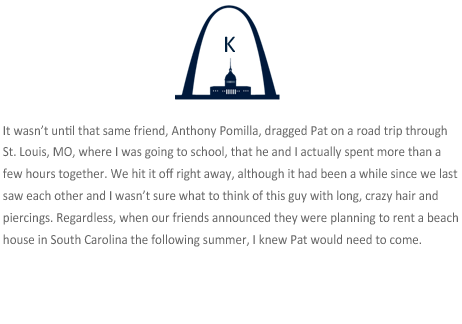 K
It wasn’t until that same friend, Anthony Pomilla, dragged Pat on a road trip through
St. Louis, MO, where I was going to school, that he and I actually spent more than a
few hours together. We hit it off right away, although it had been a while since we last
saw each other and I wasn’t sure what to think of this guy with long, crazy hair and
piercings. Regardless, when our friends announced they were planning to rent a beach
house in South Carolina the following summer, I knew Pat would need to come.